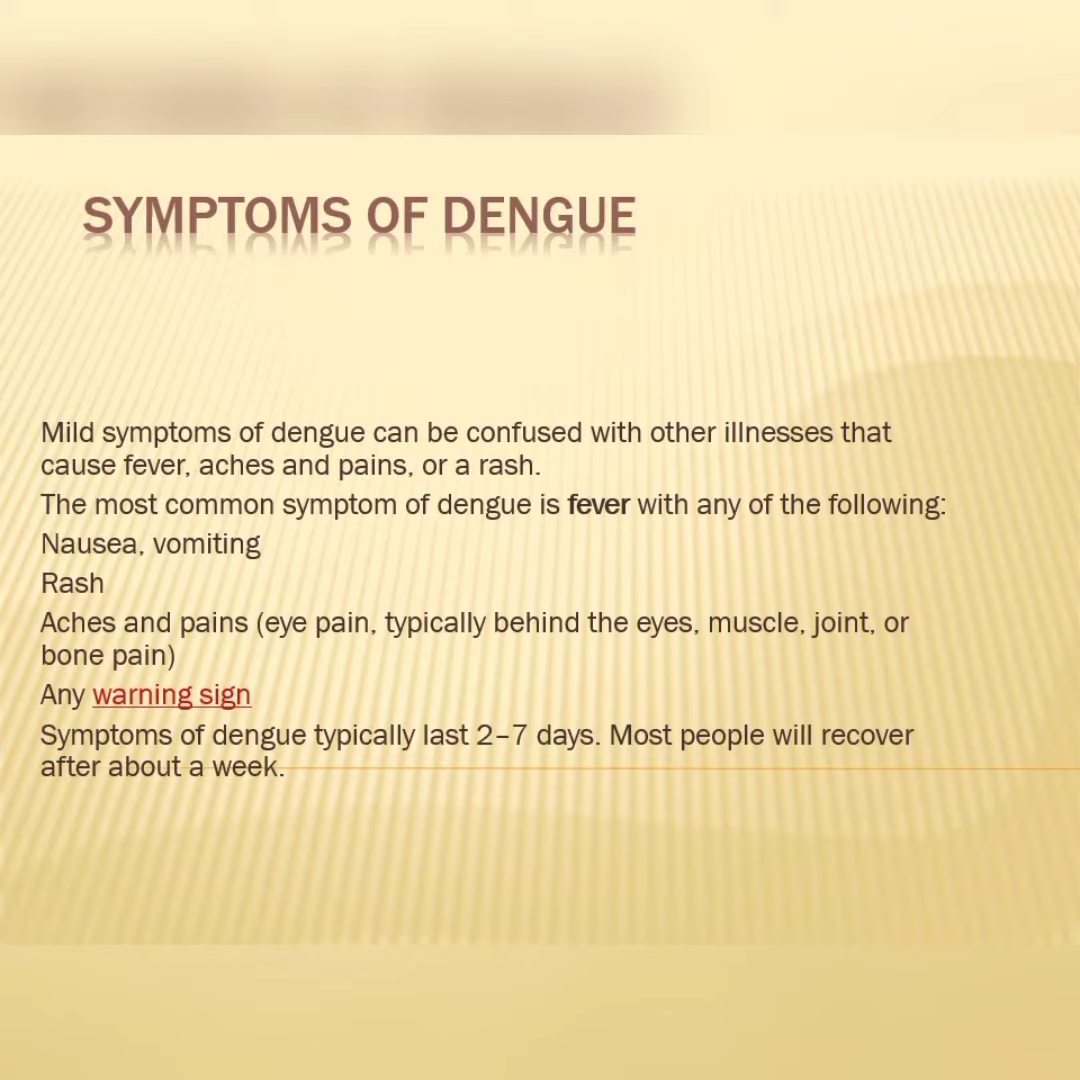 SYMPTOMS OF DENGUE
Mild symptoms of dengue can be confused with other illnesses that
cause fever, aches and pains, or a rash.
The most common symptom of dengue is fever with any of the following:
Nausea, vomiting
Rash
Aches and pains (eye pain, typically behind the eyes, muscle, joint, or
bone pain)
Any warning sign
Symptoms of dengue typically last 2–7 days. Most people will recover
after about a week.